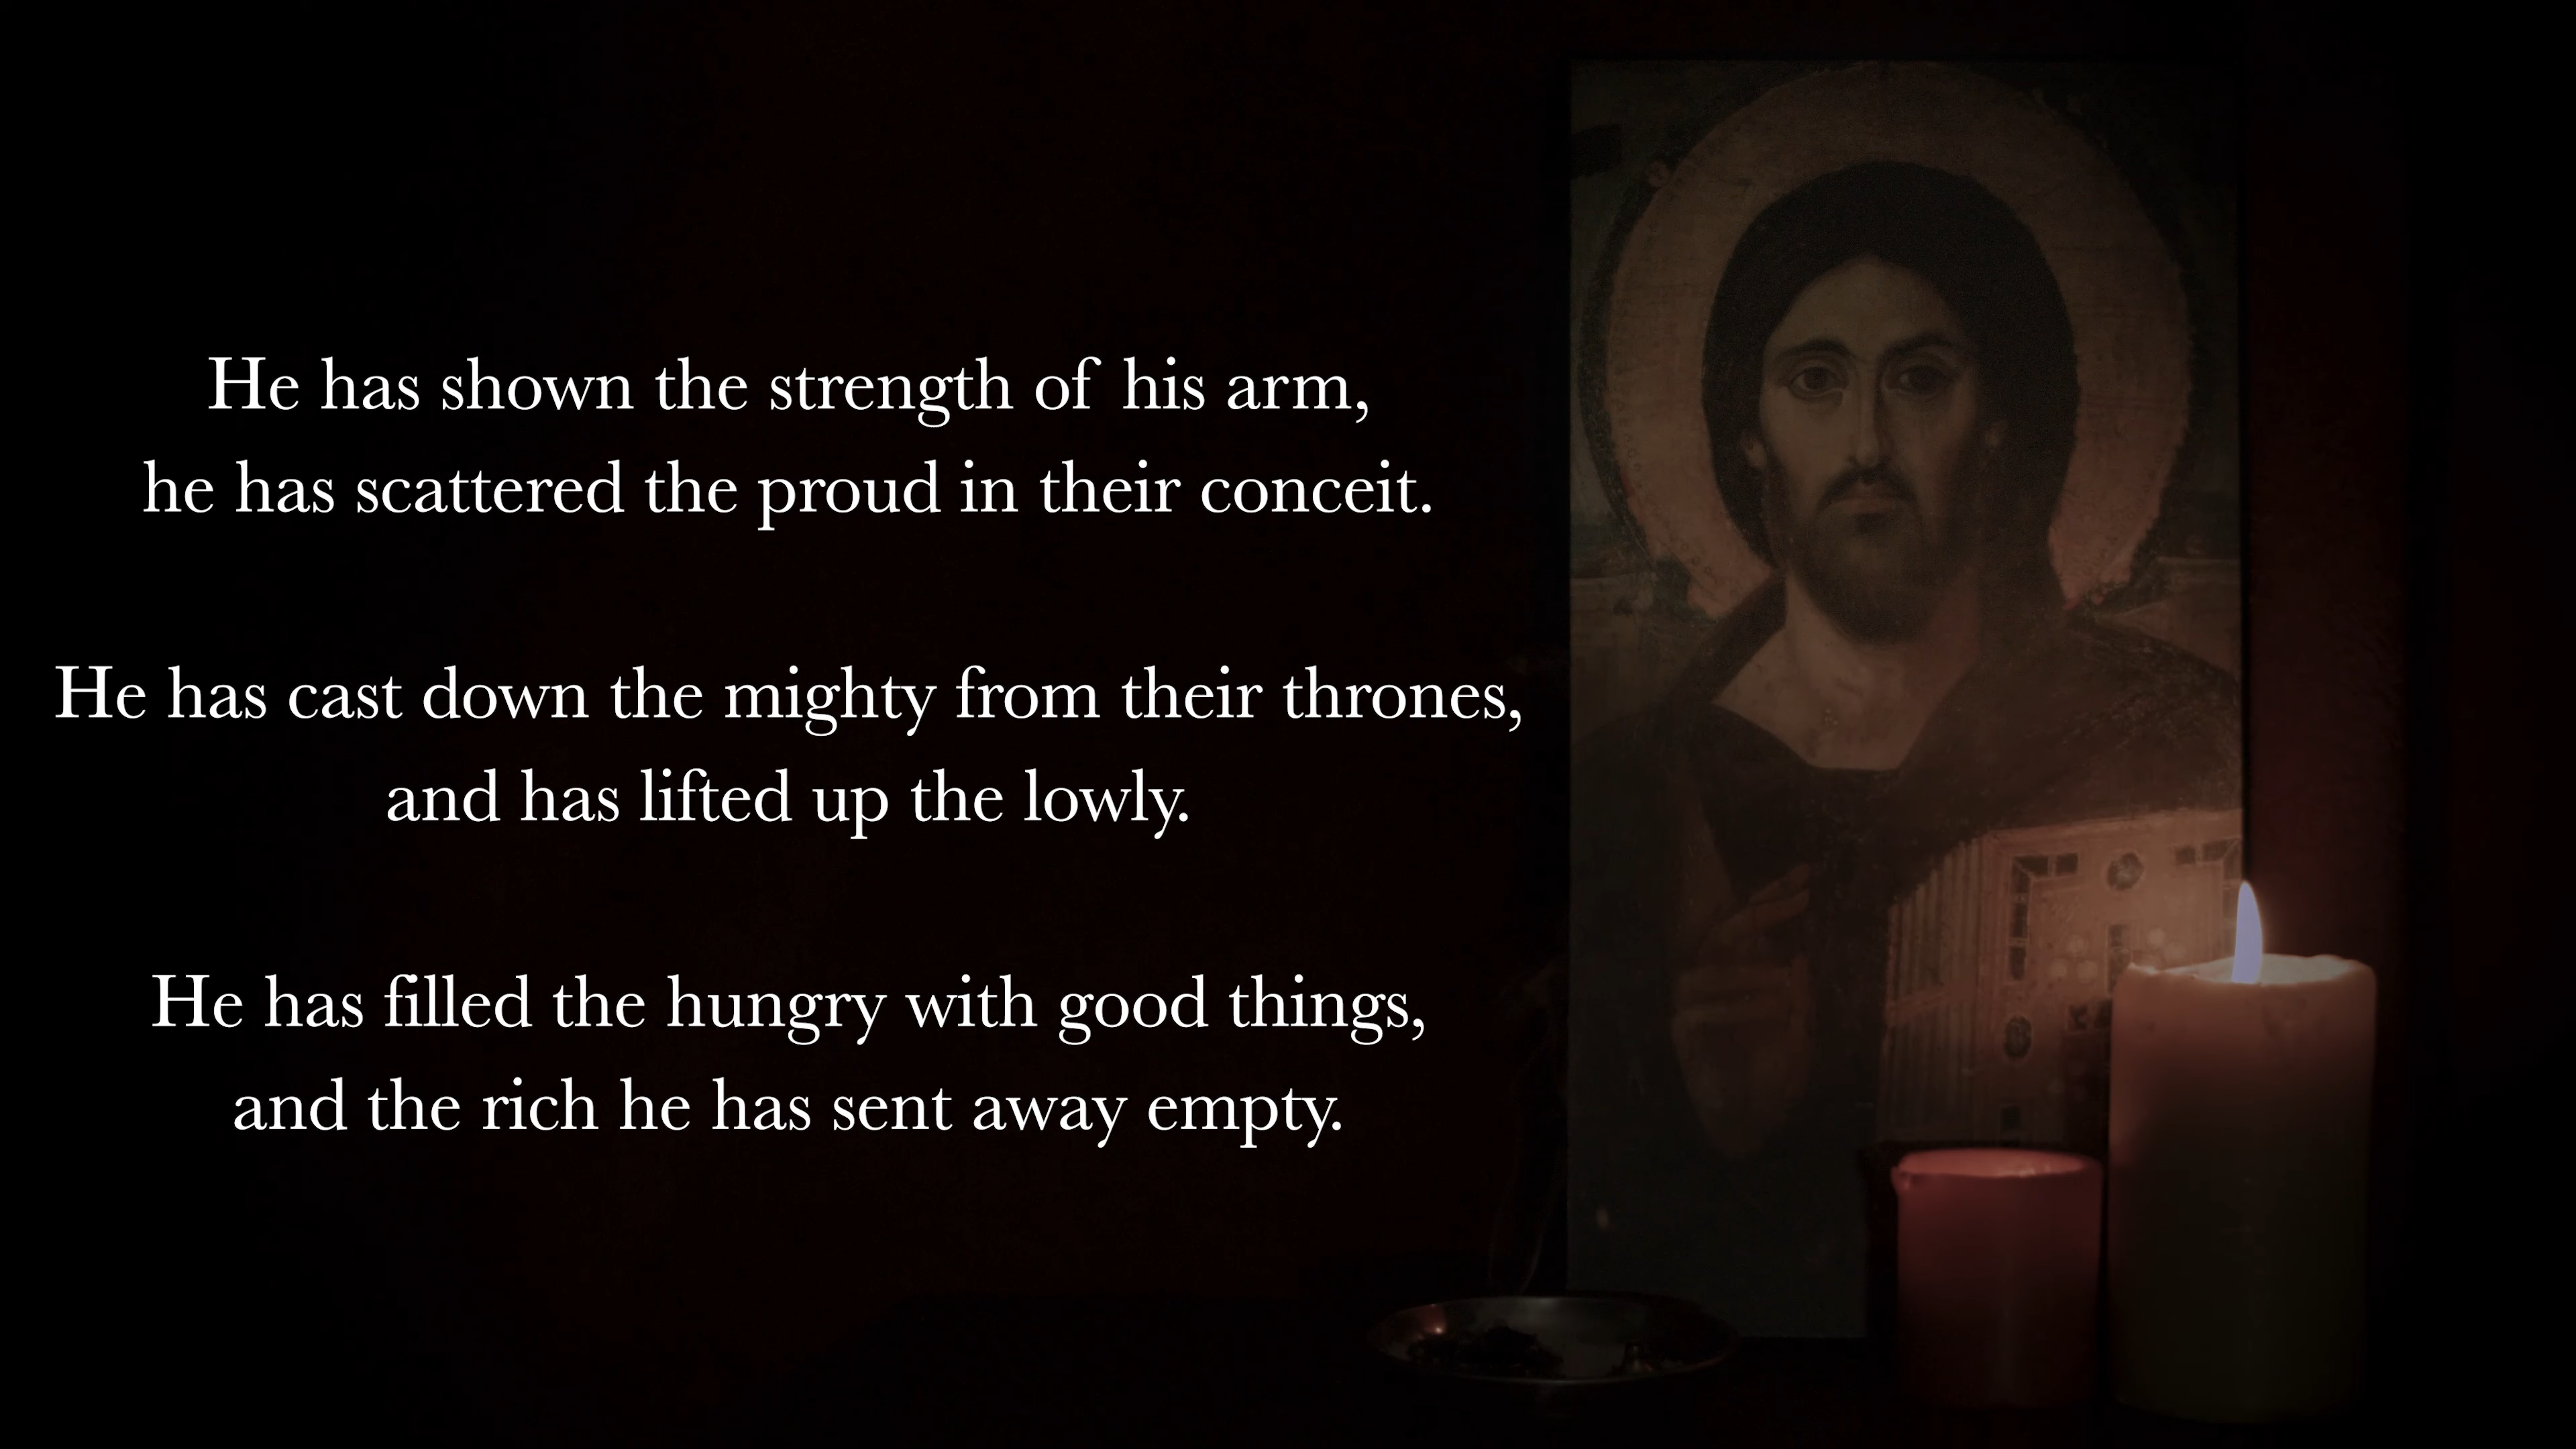 He has shown the strength of his arm,
he has scattered the proud in their conceit.
He has cast down the mighty from their thrones,
and has lifted up the lowly.
He has filled the hungry with good things,
and the rich he has sent away empty.